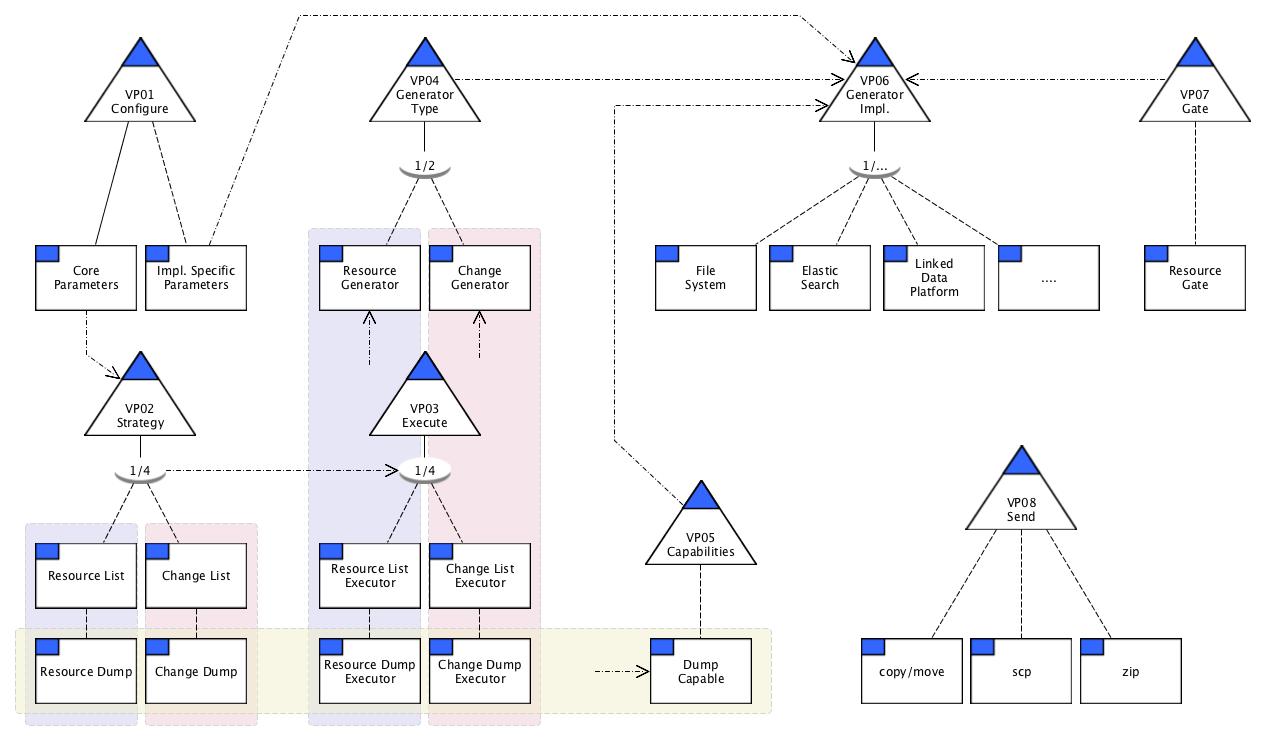 VP01
Configure
VP04
Generator
Type
VP06
Generator
Impl.
VP07
Gate
1/2
1/...
Core
Parameters
Impl. Specific
Parameters
Resource
Generator
Change
Generator
File
System
Elastic
Search
Linked
Data
Platform
....
Resource
Gate
VP02
Strategy
VP03
Execute
1/4
1/4
VP05
Capabilities
VP08
Send
Resource List
Change List
Resource List
Executor
Change List
Executor
Resource Dump
Change Dump
Resource Dump
Executor
Change Dump
Executor
Dump
Capable
copy/move
scp
zip